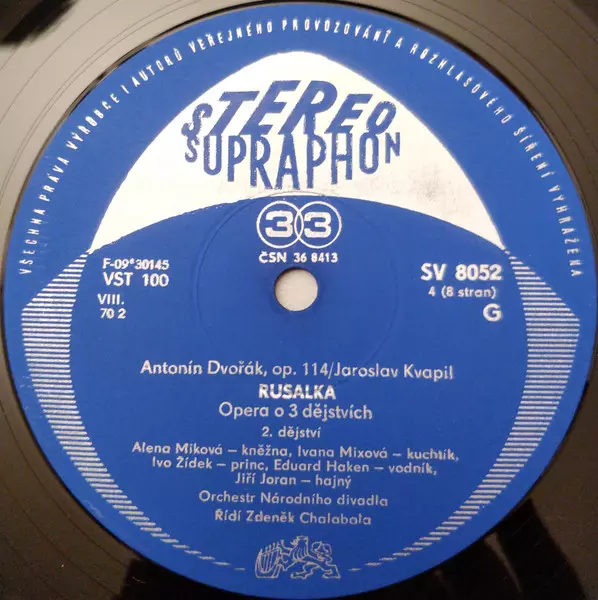 VŠECHNA PRÁVA VÝROBCE I AUTORŮ VEŘEJNÉHO PROVOZOVÁNÍ A ROZHLASOVÉHO ŠÍŘENÍ VYHRAŽENA
STEREO
SUPRAPHON
33
ČSN 36 8413
F-09*30145
VST 100
VIII.
70 2
SV 8052
4 (8 stran)
G
Antonín Dvořák, op. 114/Jaroslav Kvapil
RUSALKA
Opera o 3 dějstvích
2. dějství
Alena Míková – kněžna, Ivana Mixová – kuchtík,
Ivo Žídek – princ, Eduard Haken – vodník,
Jiří Joran – hajný
Orchestr Národního divadla
Řídí Zdeněk Chalabala